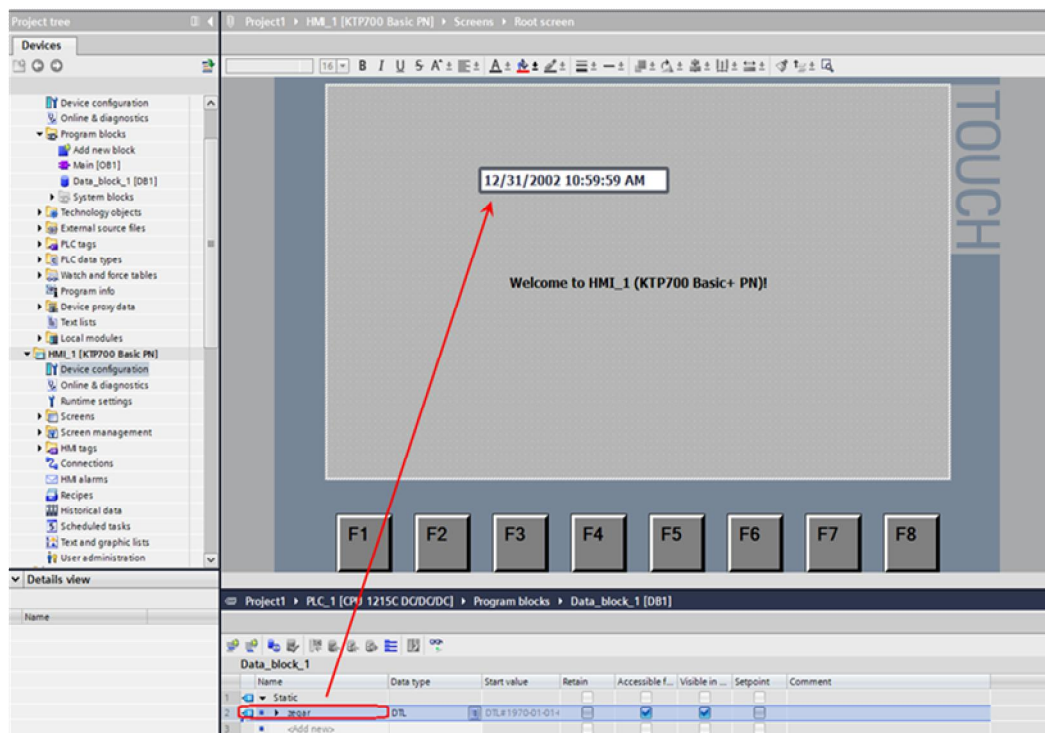 Project tree
Project1 ▸ HMI_1 [KTP700 Basic PN] ▸ Screens ▸ Root screen
Devices
16 B I U S A
Device configuration
Online & diagnostics
Program blocks
Add new block
Main [OB1]
Data_block_1 [DB1]
System blocks
Technology objects
External source files
PLC tags
PLC data types
Watch and force tables
Program info
Device proxy data
Text lists
Local modules
HMI_1 [KTP700 Basic PN]
Device configuration
Online & diagnostics
Runtime settings
Screens
Screen management
HMI tags
Connections
HMI alarms
Recipes
Historical data
Scheduled tasks
Text and graphic lists
User administration
Details view
Name
TOUCH
12/31/2002 10:59:59 AM
Welcome to HMI_1 (KTP700 Basic+ PN)!
F1 F2 F3 F4 F5 F6 F7 F8
Project1 ▸ PLC_1 [CPU 1215C DC/DC/DC] ▸ Program blocks ▸ Data_block_1 [DB1]
Data_block_1
Name Data type Start value Retain Accessible f... Visible in ... Setpoint Comment
1 Static
2 zegar DTL DTL#1970-01-01
3 <Add new>